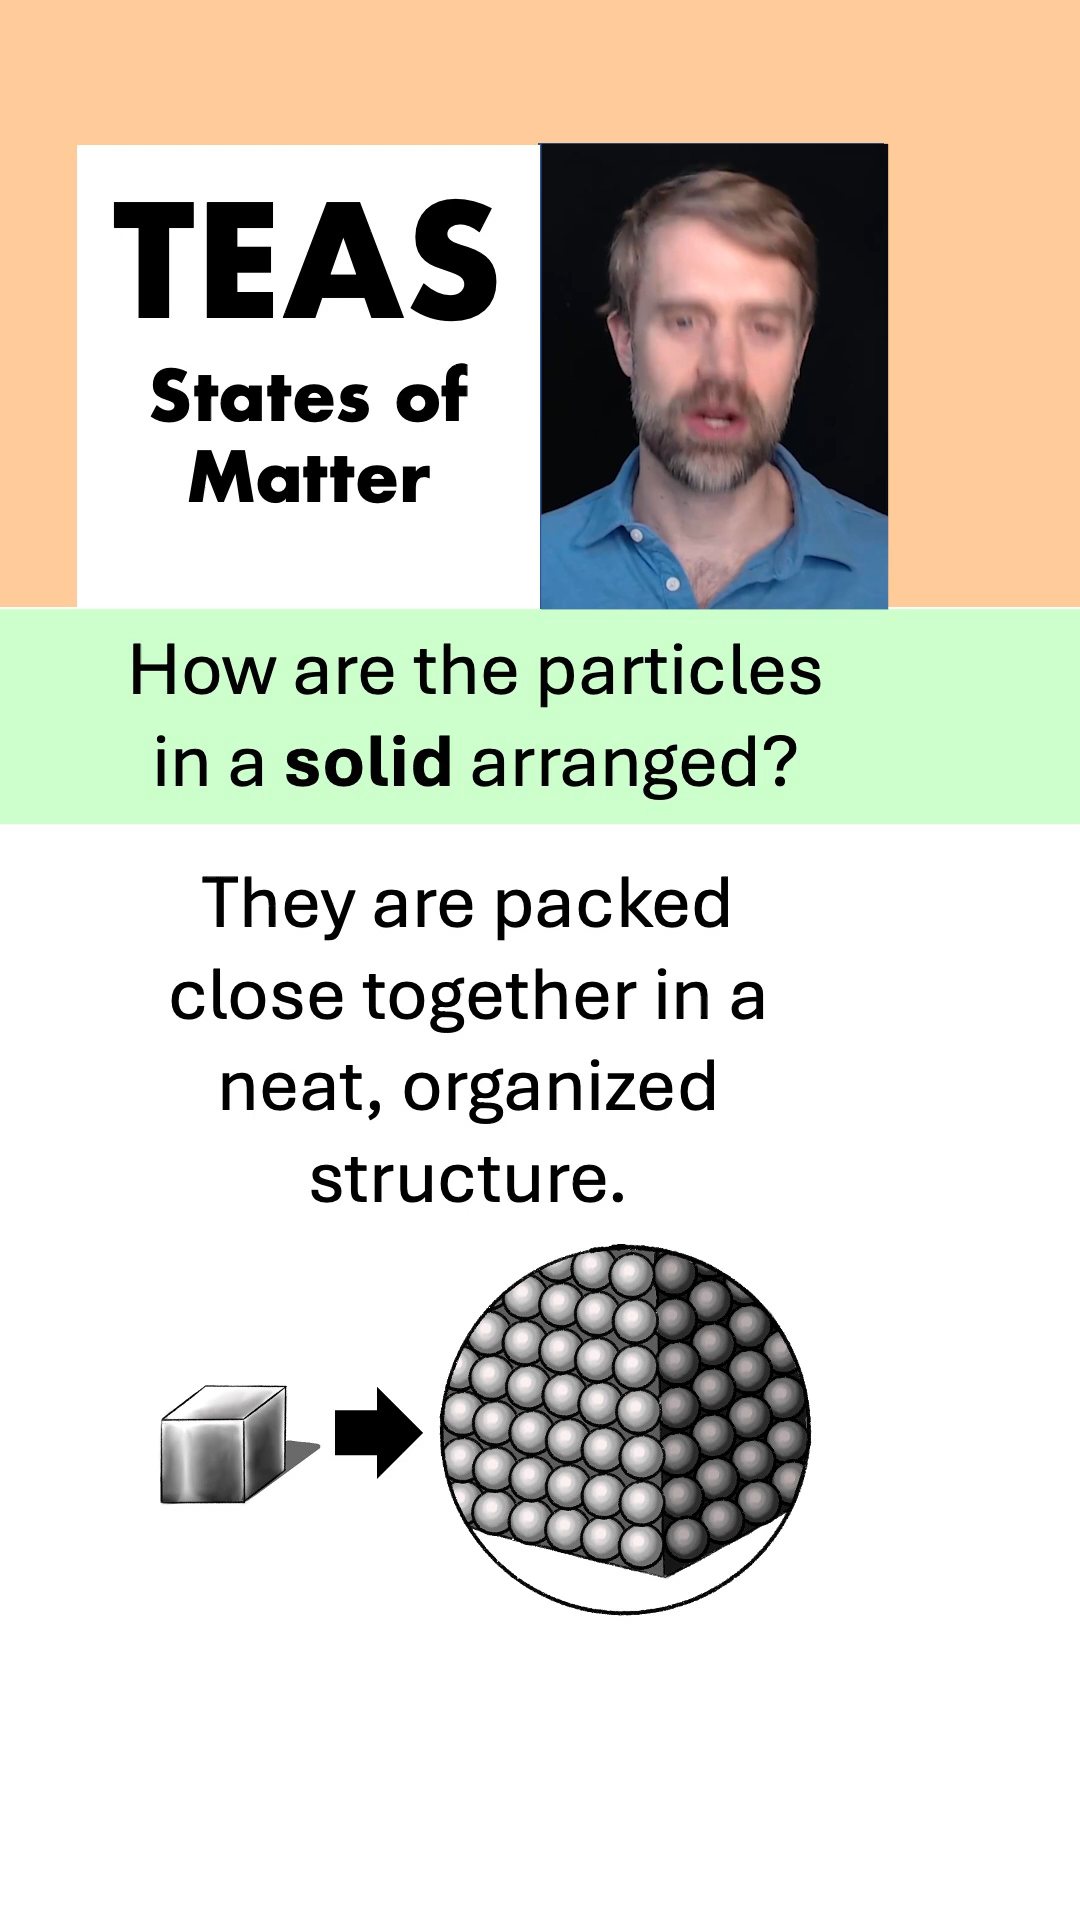 TEAS
States of
Matter
How are the particles
in a solid arranged?
They are packed
close together in a
neat, organized
structure.